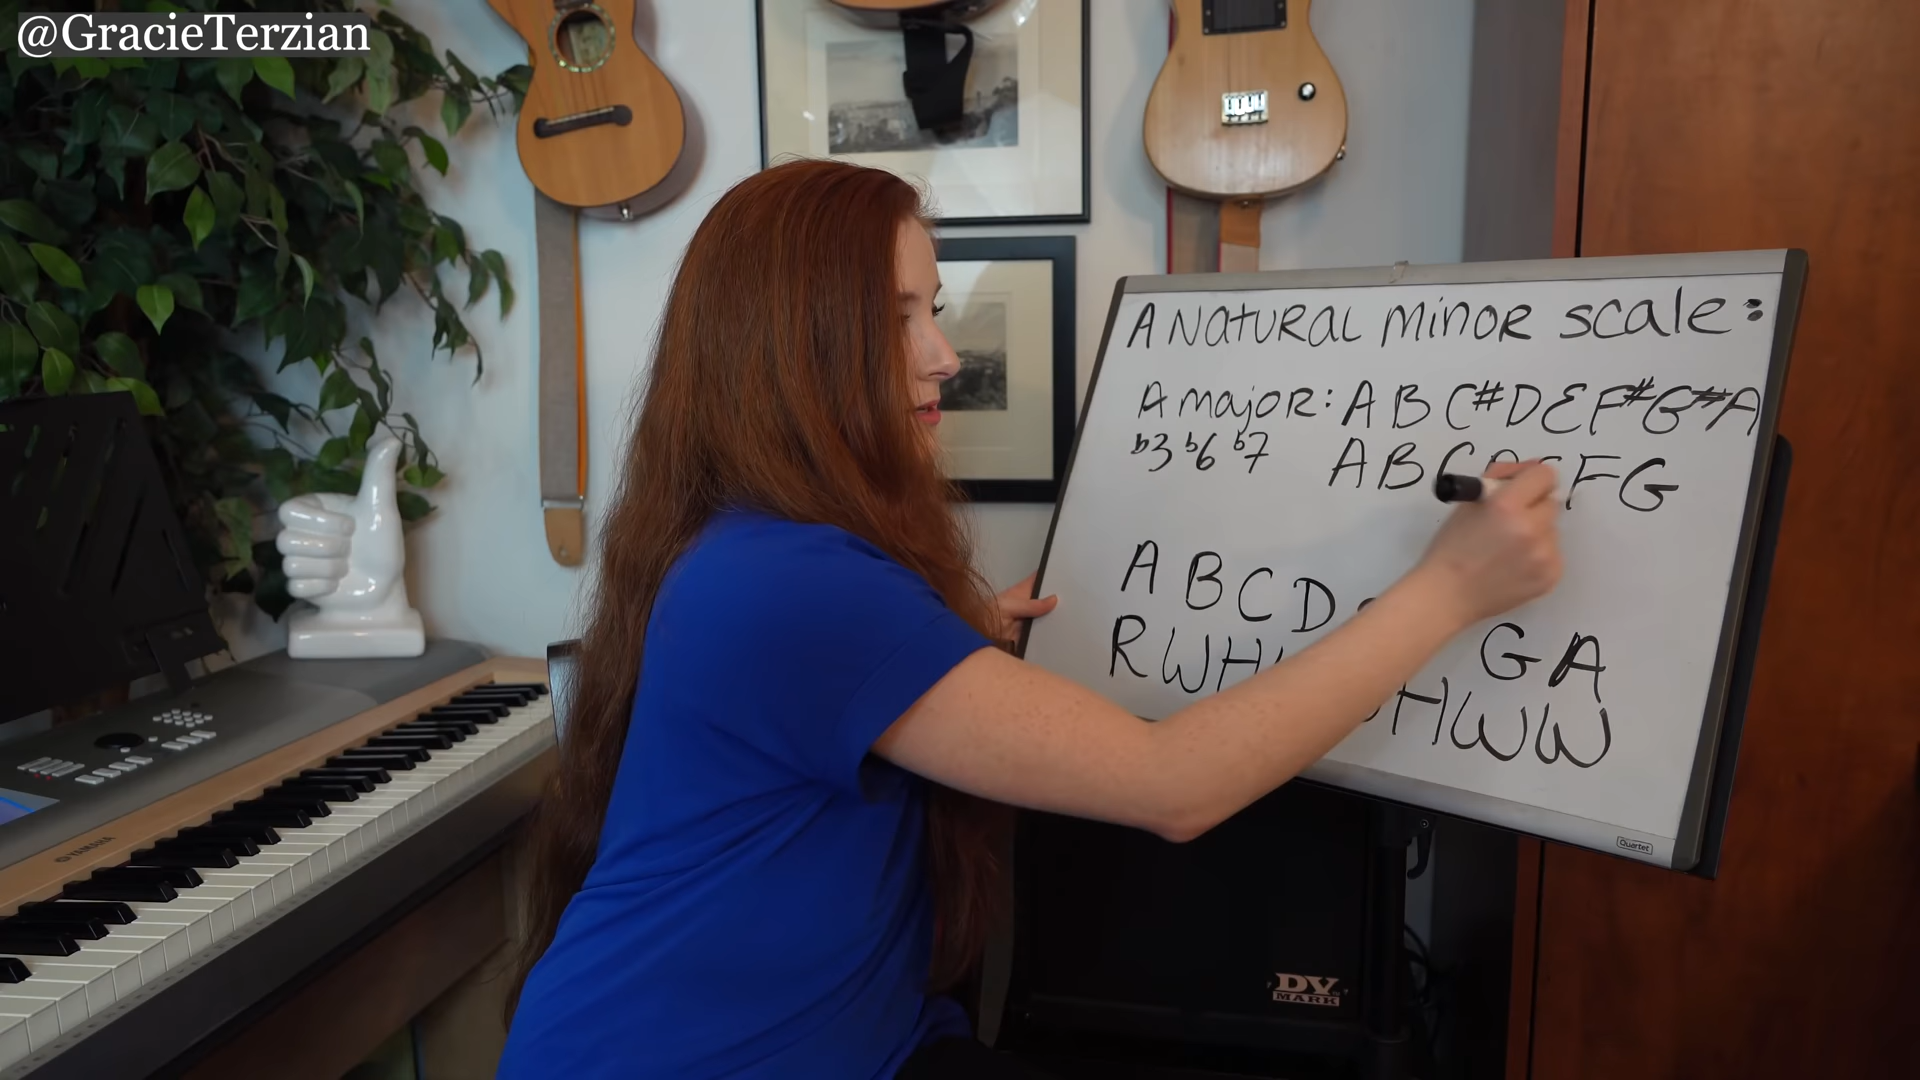 @GracieTerzian
A NATURAL MINOR SCALE:
A MAJOR: A B C# D E F# G# A
b3 b6 b7 A B C F G
A B C D G A
R W H H W W
YAMAHA
Quartet
DV MARK